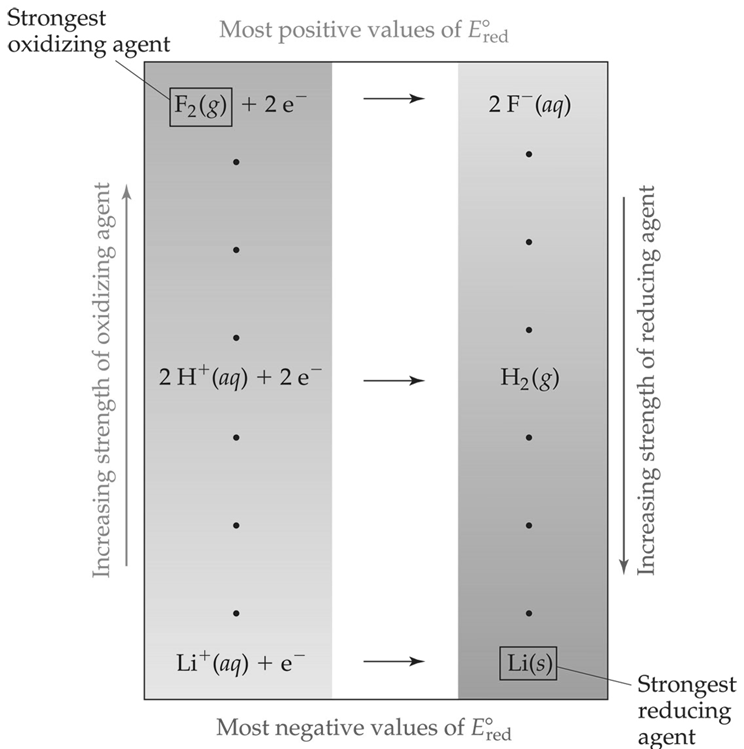 Strongest
oxidizing agent
Most positive values of E°red
F₂(g) + 2 e⁻ → 2 F⁻(aq)
Increasing strength of oxidizing agent
2 H⁺(aq) + 2 e⁻ → H₂(g)
Increasing strength of reducing agent
Li⁺(aq) + e⁻ → Li(s)
Most negative values of E°red
Strongest
reducing
agent